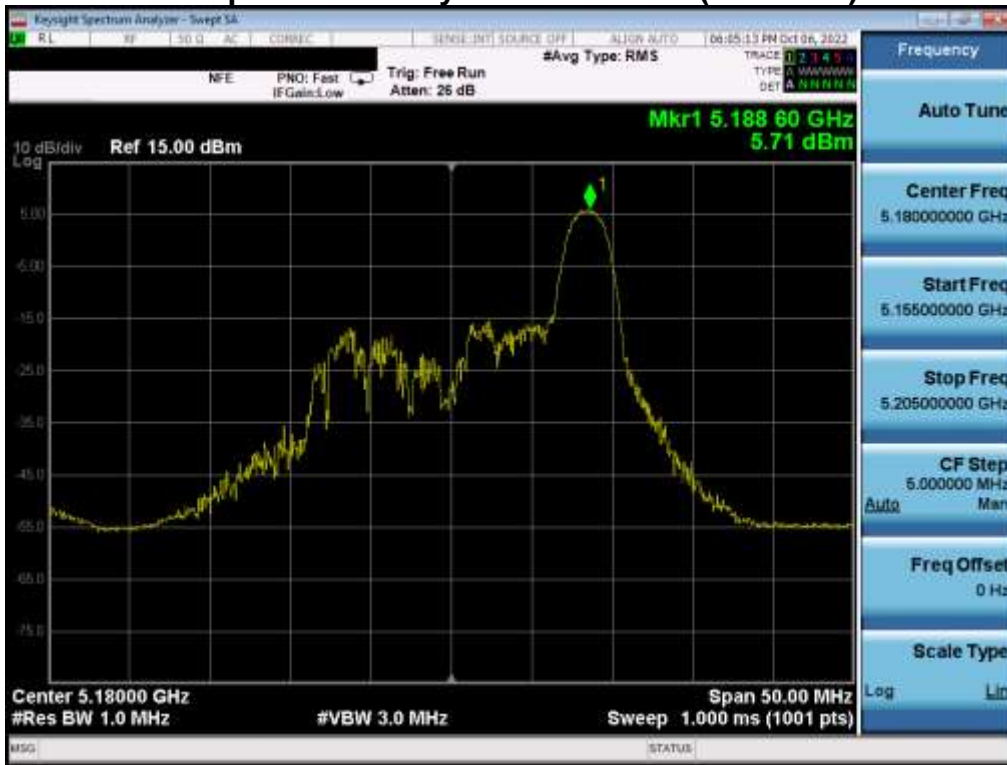 Keysight Spectrum Analyzer - Swept SA
RL RF 50 Ω AC CORREC SENSE:INT SOURCE OFF ALIGN AUTO 06:05:13 PM Oct 06, 2022
#Avg Type: RMS
TRACE 1 2 3 4 5 6
NFE PNO: Fast Trig: Free Run
TYPE A WWWWW
IFGain:Low Atten: 26 dB
DET A N N N N N
Mkr1 5.188 60 GHz
5.71 dBm
10 dB/div Ref 15.00 dBm
Log
1
5.00
-5.00
-15.0
-25.0
-35.0
-45.0
-55.0
-65.0
-75.0
Center 5.18000 GHz Span 50.00 MHz
#Res BW 1.0 MHz #VBW 3.0 MHz Sweep 1.000 ms (1001 pts)
MSG STATUS
Frequency
Auto Tune
Center Freq
5.180000000 GHz
Start Freq
5.155000000 GHz
Stop Freq
5.205000000 GHz
CF Step
5.000000 MHz
Auto Man
Freq Offset
0 Hz
Scale Type
Log Lin